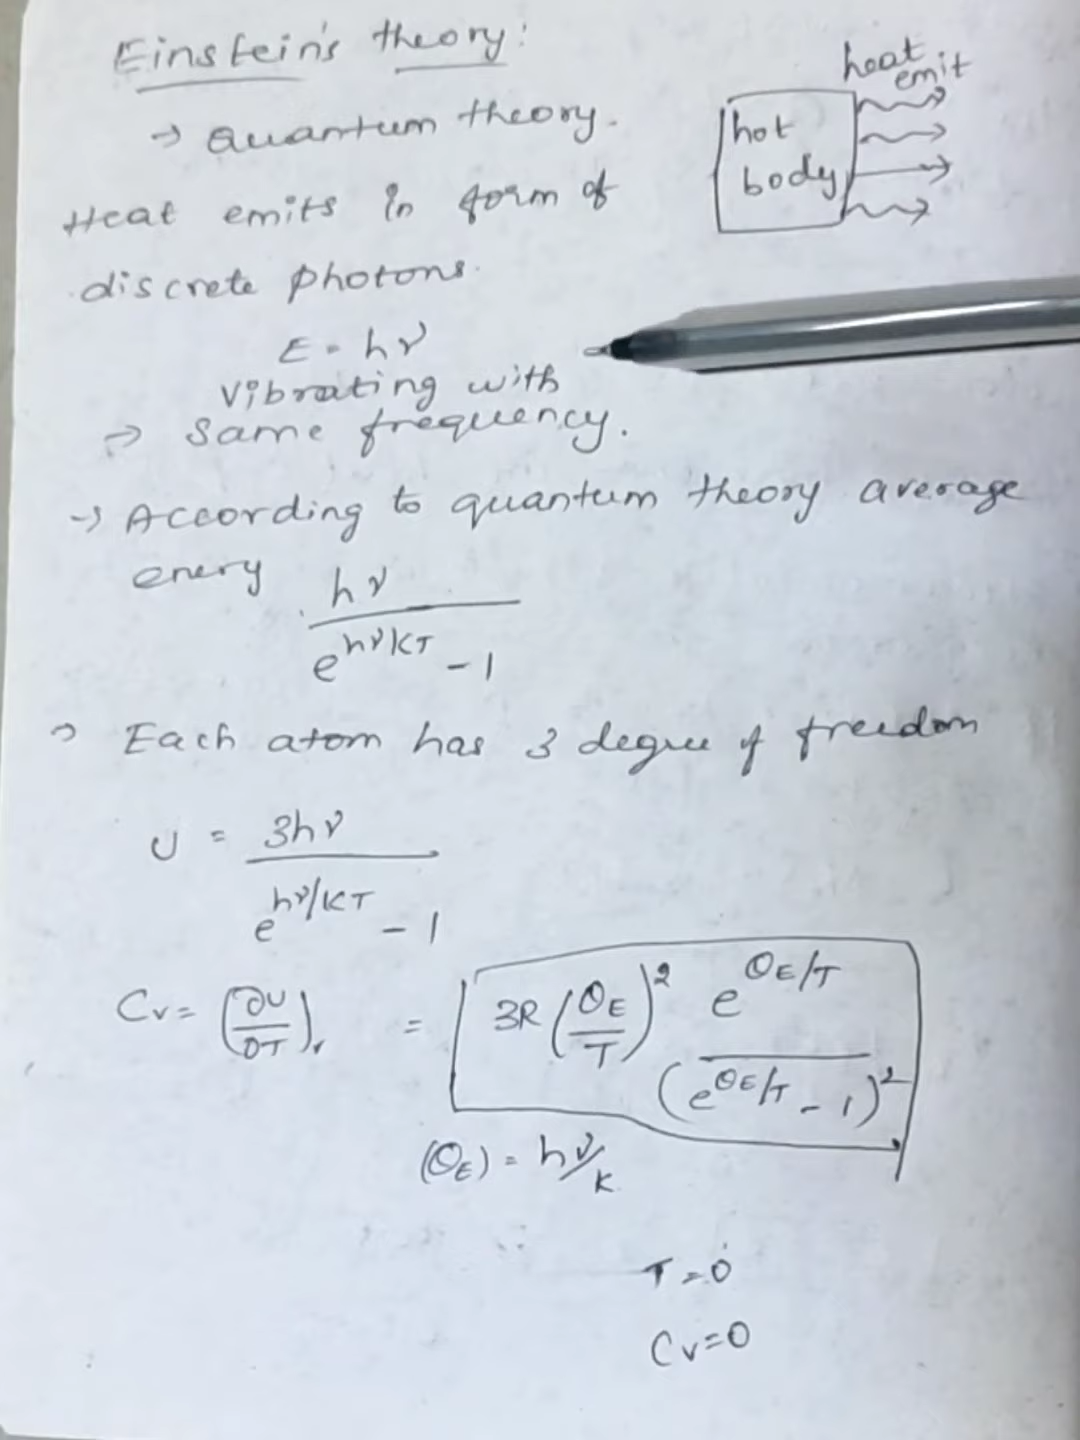 Einstein's theory:
→ Quantum theory.
heat
emit
hot
body
Heat emits in form of
discrete photons.
E = hν
Vibrating with
→ Same frequency.
→ According to quantum theory average
enery
hν
e^hνKT - 1
→ Each atom has 3 degree of freedom
U = 3hν
e^hν/KT - 1
Cv = (∂U/∂T)v = 3R (ΘE/T)^2 e^ΘE/T
(e^ΘE/T - 1)^2
(ΘE) = hν/K
T = 0
Cv = 0